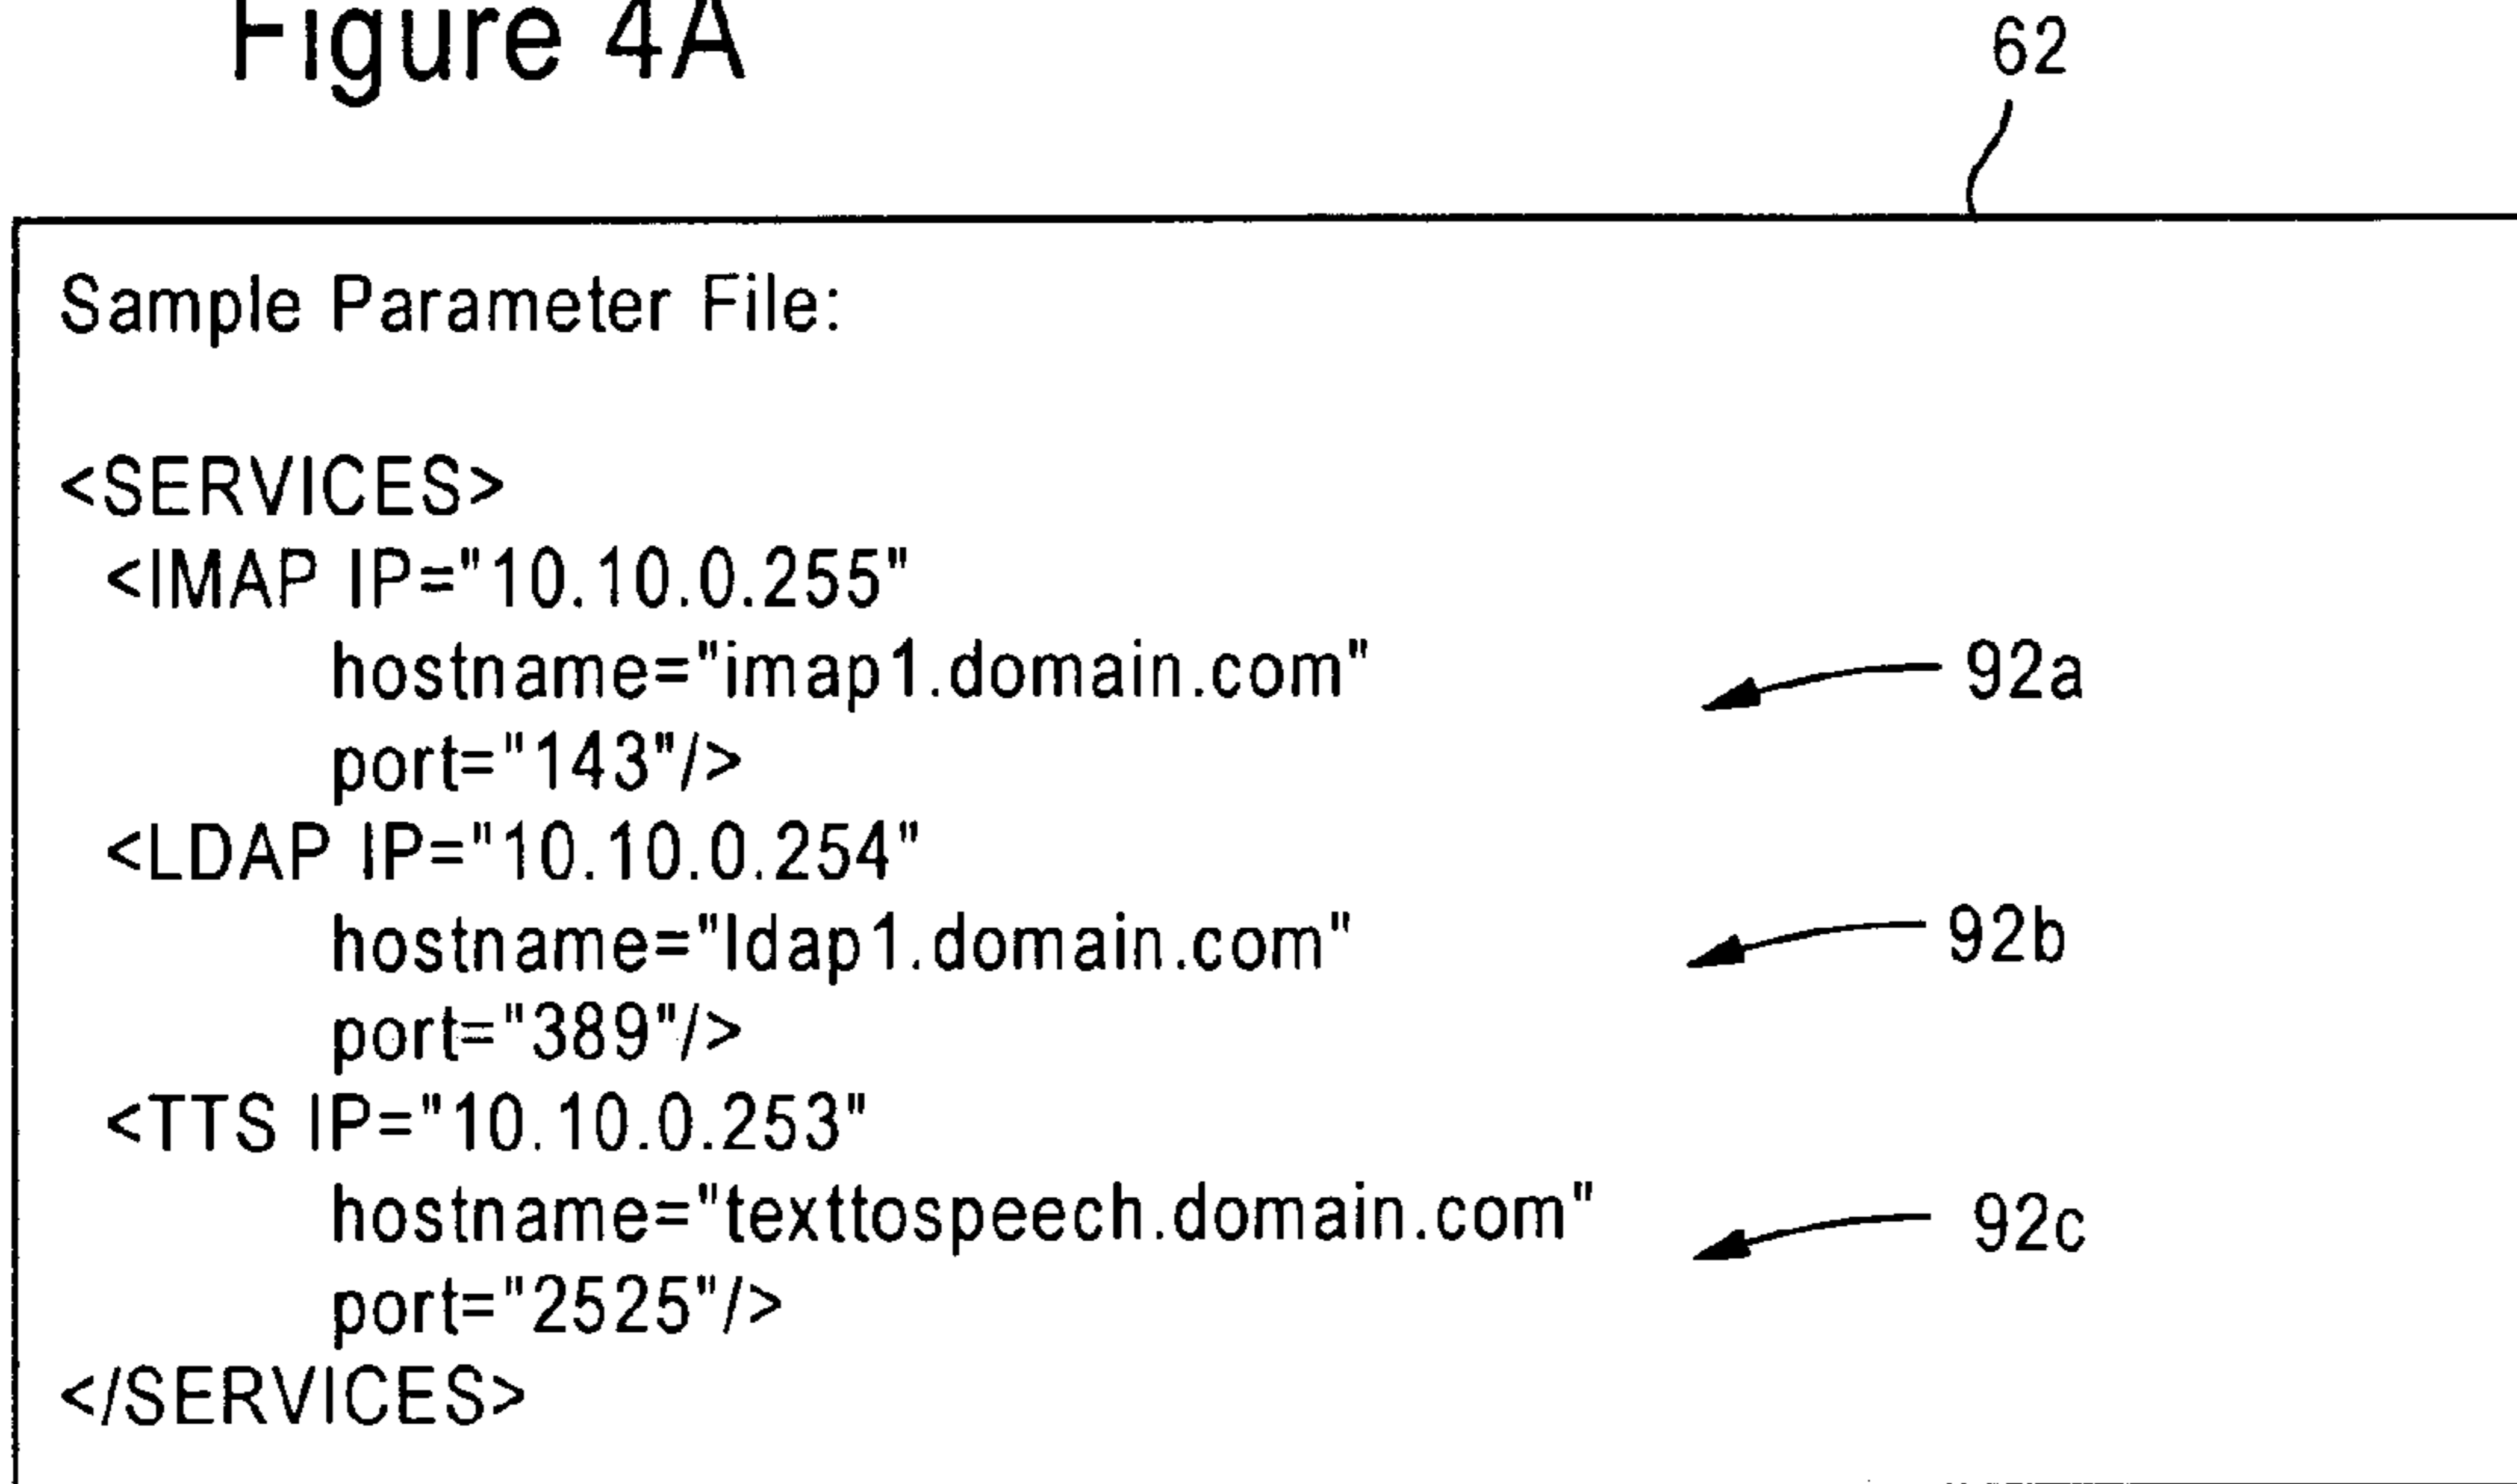 Figure 4A
62
Sample Parameter File:
<SERVICES>
<IMAP IP="10.10.0.255"
hostname="imap1.domain.com"
92a
port="143"/>
<LDAP IP="10.10.0.254"
hostname="ldap1.domain.com"
92b
port="389"/>
<TTS IP="10.10.0.253"
hostname="texttospeech.domain.com"
92c
port="2525"/>
</SERVICES>